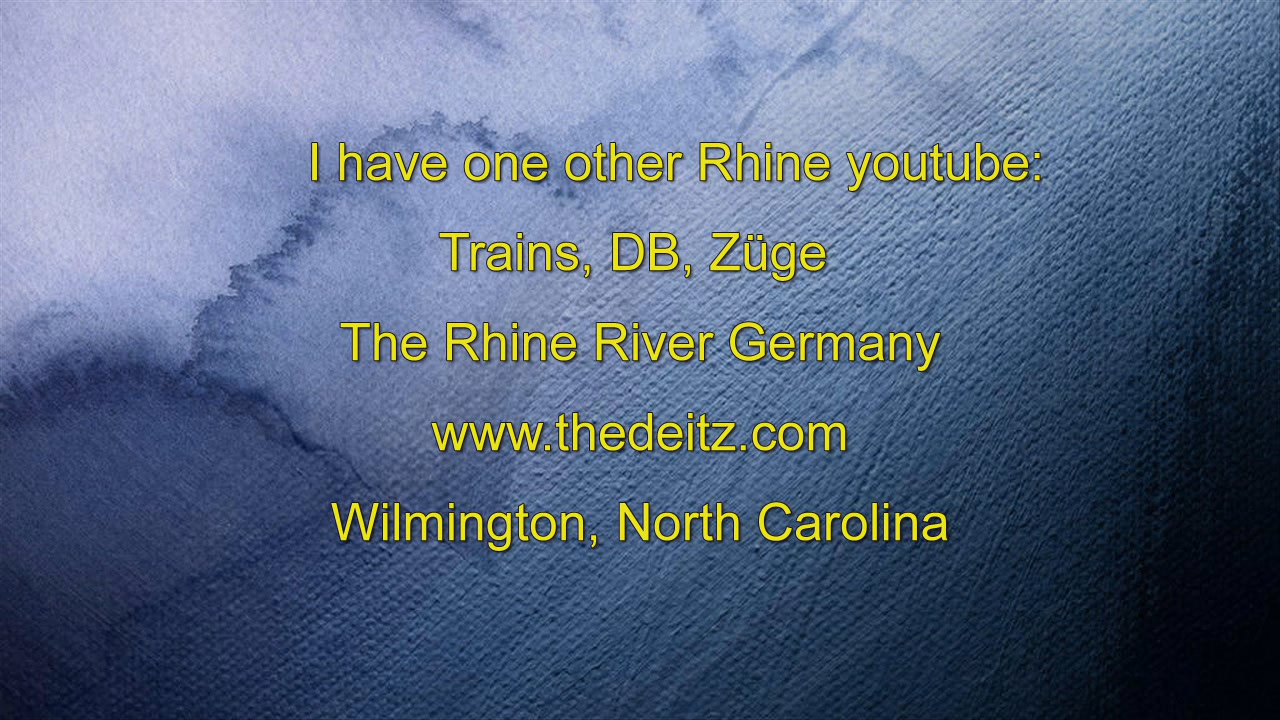 I have one other Rhine youtube:
Trains, DB, Züge
The Rhine River Germany
www.thedeitz.com
Wilmington, North Carolina